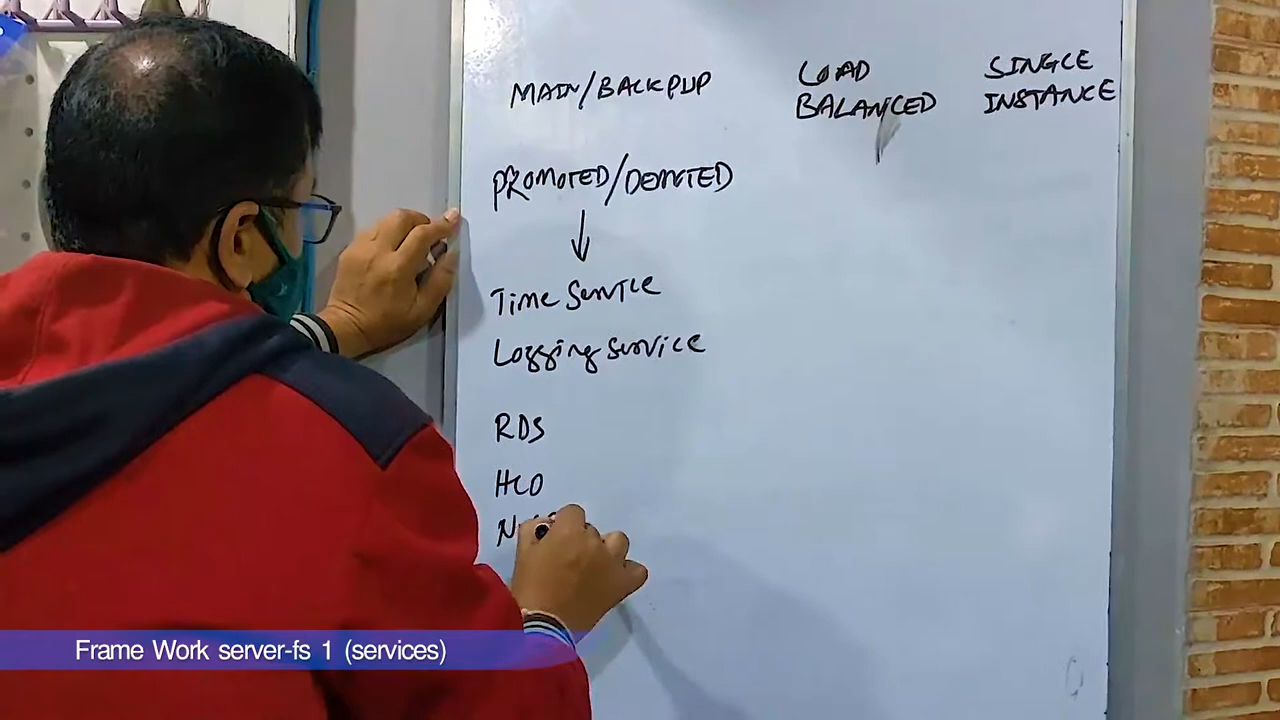 MAIN/BACKPUP
LOAD
BALANCED
SINGLE
INSTANCE
PROMOTED/DEMOTED
Time Service
Logging Service
RDS
HCO
Frame Work server-fs 1 (services)